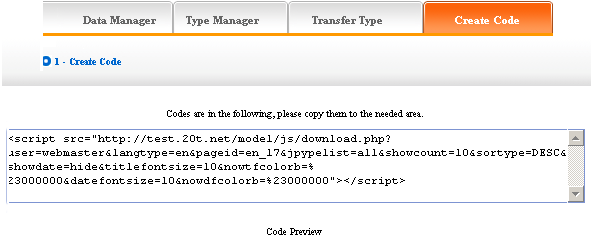 Data Manager Type Manager Transfer Type Create Code
1 - Create Code
Codes are in the following, please copy them to the needed area.
<script src="http://test.20t.net/model/js/download.php?
user=webmaster&langtype=en&pageid=en_17&jpypelist=all&showcount=10&sortype=DESC&
showdate=hide&titlefontsize=10&nowtfcolorb=%
23000000&datefontsize=10&nowdfcolorb=%23000000"></script>
Code Preview